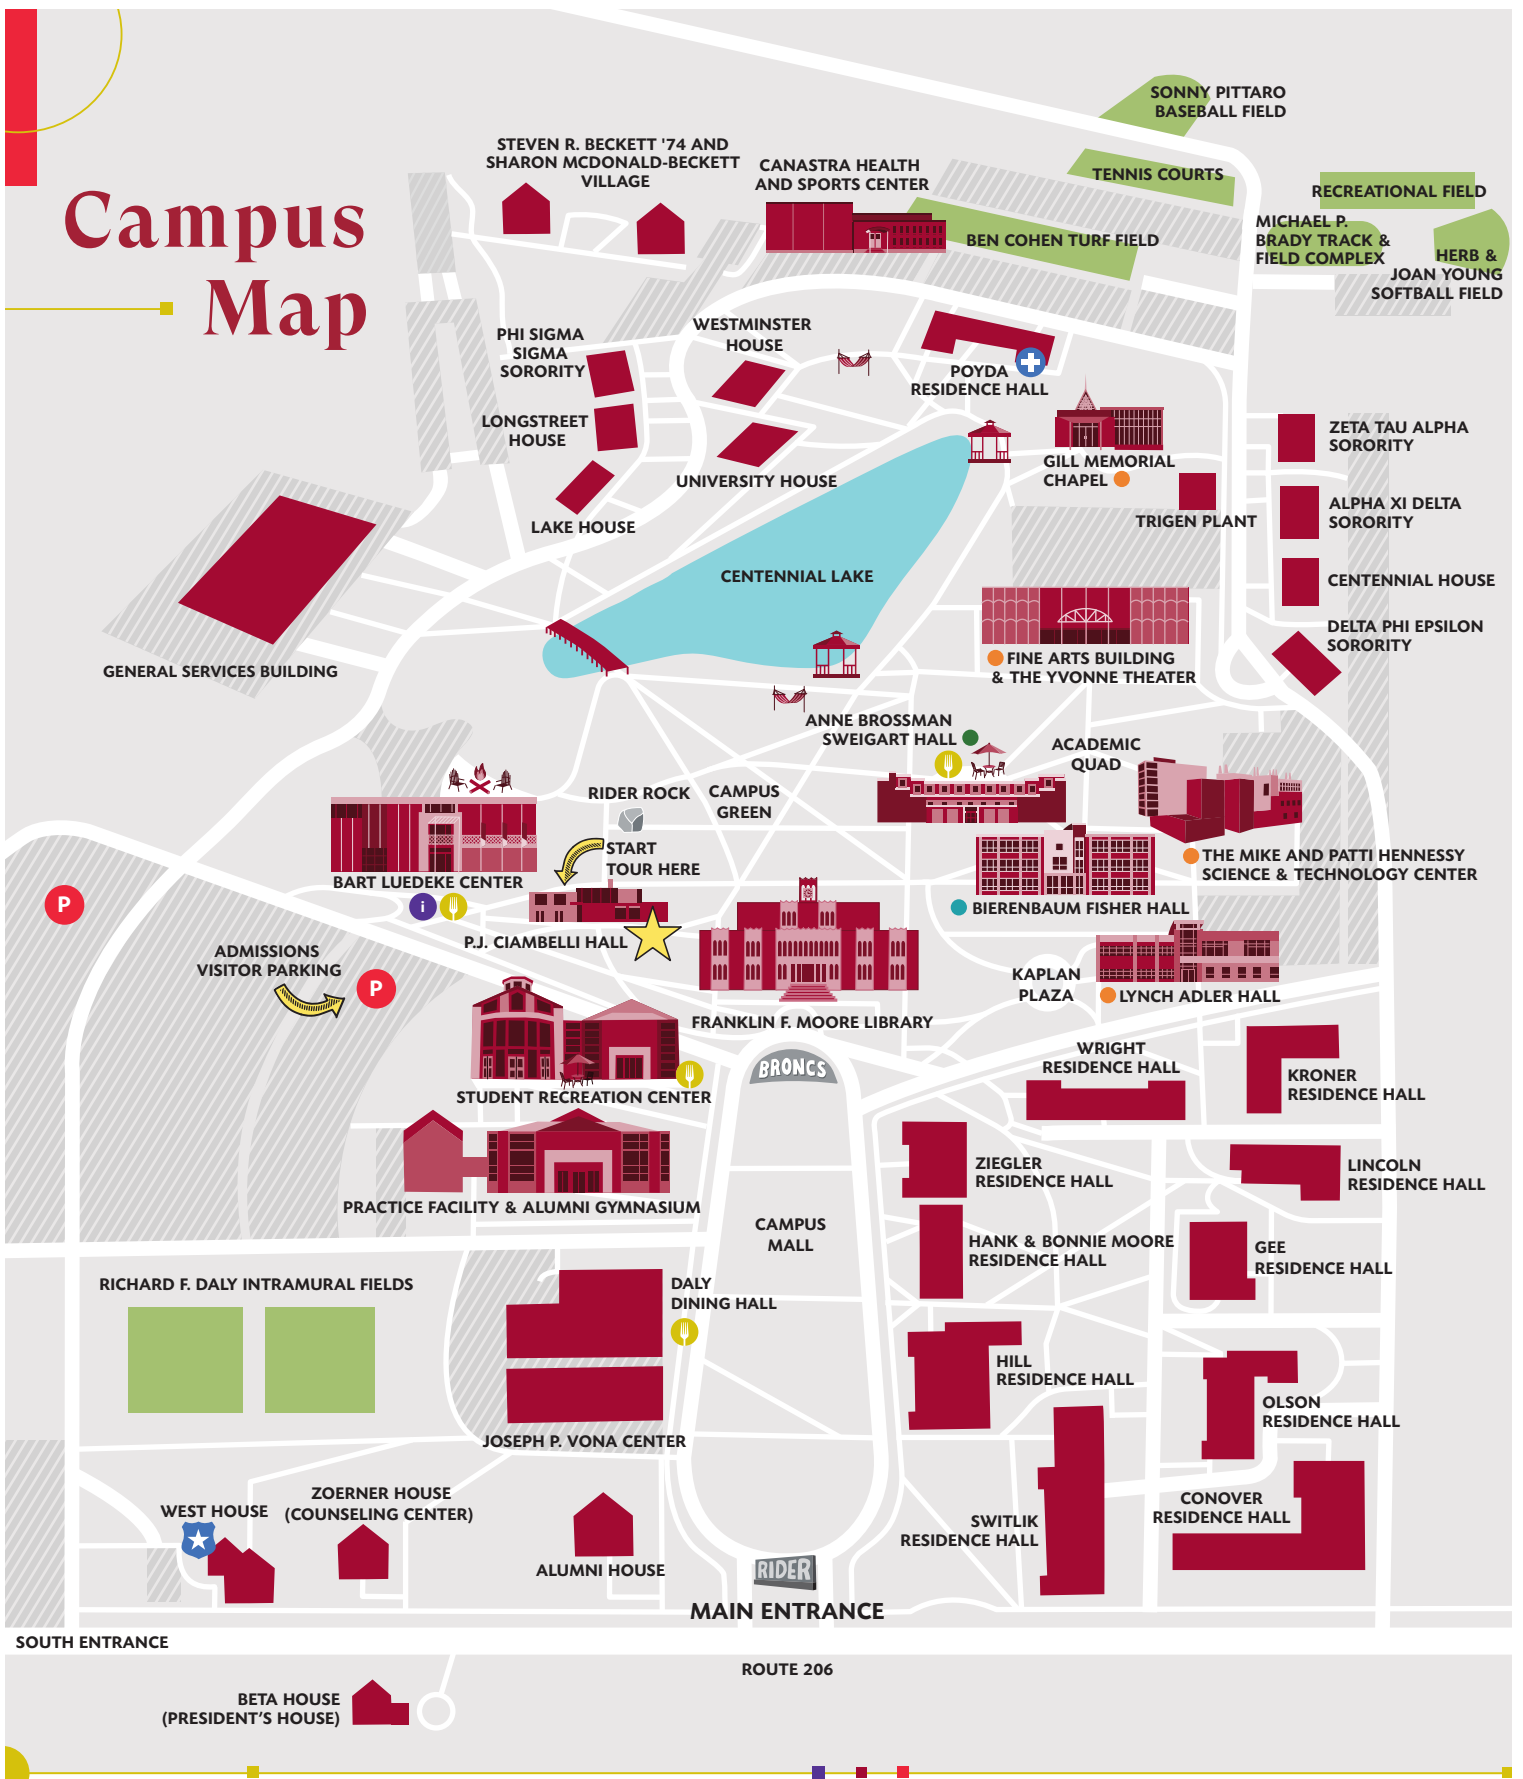 Campus
Map
SONNY PITTARO
BASEBALL FIELD
STEVEN R. BECKETT '74 AND
SHARON MCDONALD-BECKETT
VILLAGE
CANASTRA HEALTH
AND SPORTS CENTER
TENNIS COURTS
RECREATIONAL FIELD
MICHAEL P.
BRADY TRACK &
FIELD COMPLEX
BEN COHEN TURF FIELD
HERB &
JOAN YOUNG
SOFTBALL FIELD
PHI SIGMA
SIGMA
SORORITY
WESTMINSTER
HOUSE
POYDA
RESIDENCE HALL
LONGSTREET
HOUSE
ZETA TAU ALPHA
SORORITY
UNIVERSITY HOUSE
GILL MEMORIAL
CHAPEL
LAKE HOUSE
TRIGEN PLANT
ALPHA XI DELTA
SORORITY
CENTENNIAL LAKE
CENTENNIAL HOUSE
DELTA PHI EPSILON
SORORITY
GENERAL SERVICES BUILDING
FINE ARTS BUILDING
& THE YVONNE THEATER
ANNE BROSSMAN
SWEIGART HALL
ACADEMIC
QUAD
RIDER ROCK
CAMPUS
GREEN
START
TOUR HERE
THE MIKE AND PATTI HENNESSY
SCIENCE & TECHNOLOGY CENTER
BART LUEDEKE CENTER
i
P
BIERENBAUM FISHER HALL
P.J. CIAMBELLI HALL
ADMISSIONS
VISITOR PARKING
P
KAPLAN
PLAZA
LYNCH ADLER HALL
FRANKLIN F. MOORE LIBRARY
BRONCS
WRIGHT
RESIDENCE HALL
KRONER
RESIDENCE HALL
STUDENT RECREATION CENTER
ZIEGLER
RESIDENCE HALL
LINCOLN
RESIDENCE HALL
PRACTICE FACILITY & ALUMNI GYMNASIUM
CAMPUS
MALL
HANK & BONNIE MOORE
RESIDENCE HALL
GEE
RESIDENCE HALL
RICHARD F. DALY INTRAMURAL FIELDS
DALY
DINING HALL
HILL
RESIDENCE HALL
OLSON
RESIDENCE HALL
JOSEPH P. VONA CENTER
WEST HOUSE
ZOERNER HOUSE
(COUNSELING CENTER)
CONOVER
RESIDENCE HALL
SWITLIK
RESIDENCE HALL
ALUMNI HOUSE
RIDER
MAIN ENTRANCE
SOUTH ENTRANCE
ROUTE 206
BETA HOUSE
(PRESIDENT'S HOUSE)